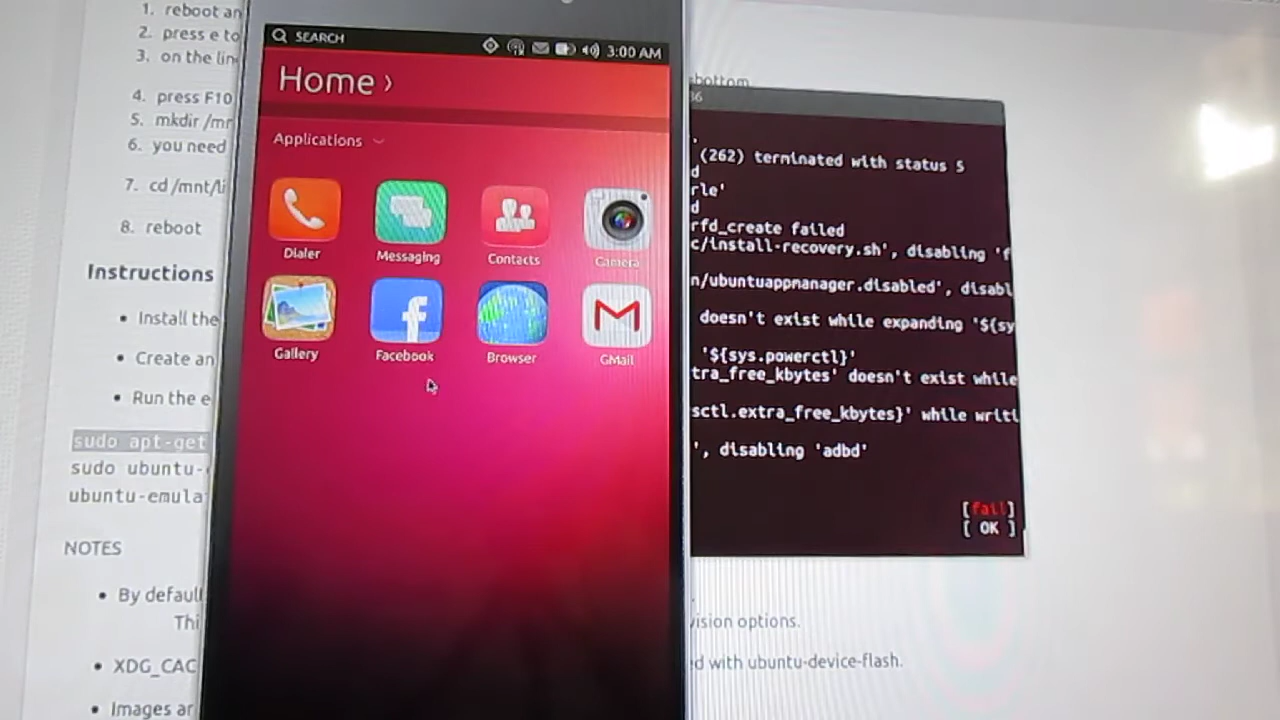 1. reboot an
2. press e to
3. on the lin
4. press F10
5. mkdir /mn
6. you need
7. cd /mnt/li
8. reboot
Instructions
• Install the
• Create an
• Run the e
sudo apt-get
sudo ubuntu-
ubuntu-emula
NOTES
• By default
Thi
• XDG_CAC
• Images ar
SEARCH
3:00 AM
Home ›
Applications
Dialer
Messaging
Contacts
Camera
Gallery
Facebook
Browser
GMail
bottom
86
(262) terminated with status 5
d
rle'
d
rfd_create failed
c/install-recovery.sh', disabling 'f
n/ubuntuappmanager.disabled', disabl
doesn't exist while expanding '${sy
'${sys.powerctl}'
tra_free_kbytes' doesn't exist while
sctl.extra_free_kbytes}' while writi
', disabling 'adbd'
[fail]
[ OK ]
vision options.
d with ubuntu-device-flash.